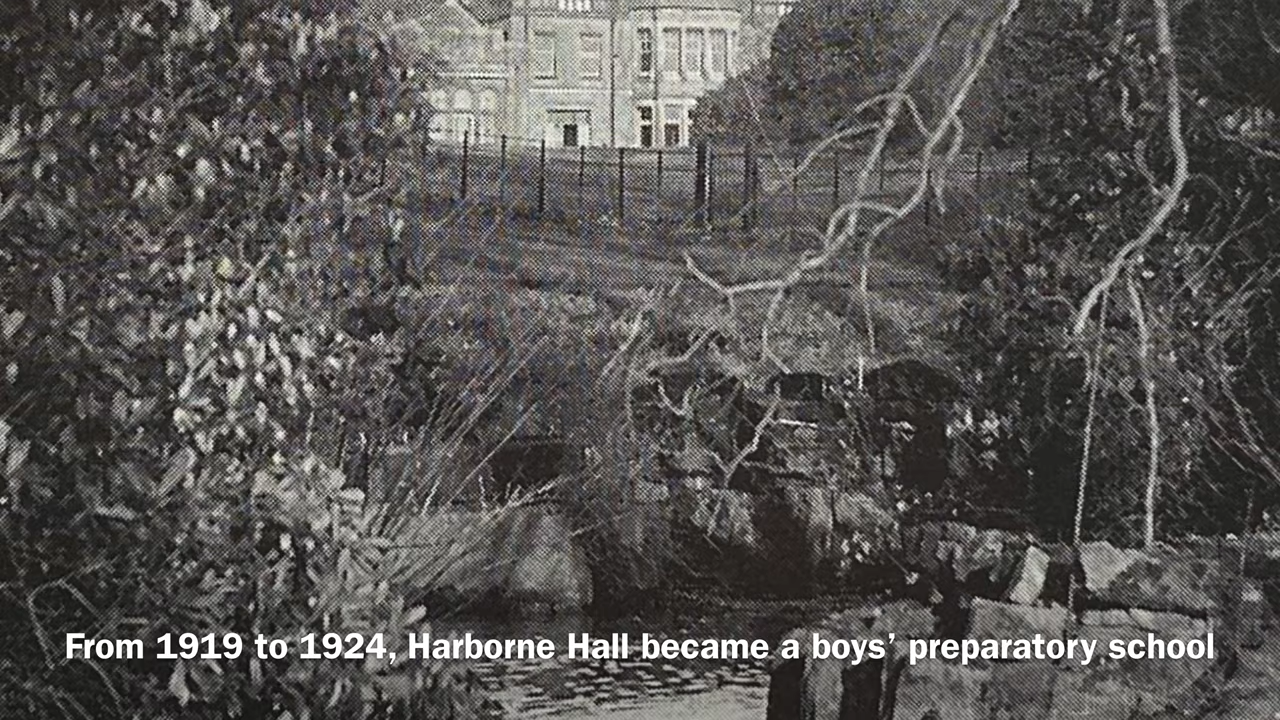 From 1919 to 1924, Harborne Hall became a boys’ preparatory school